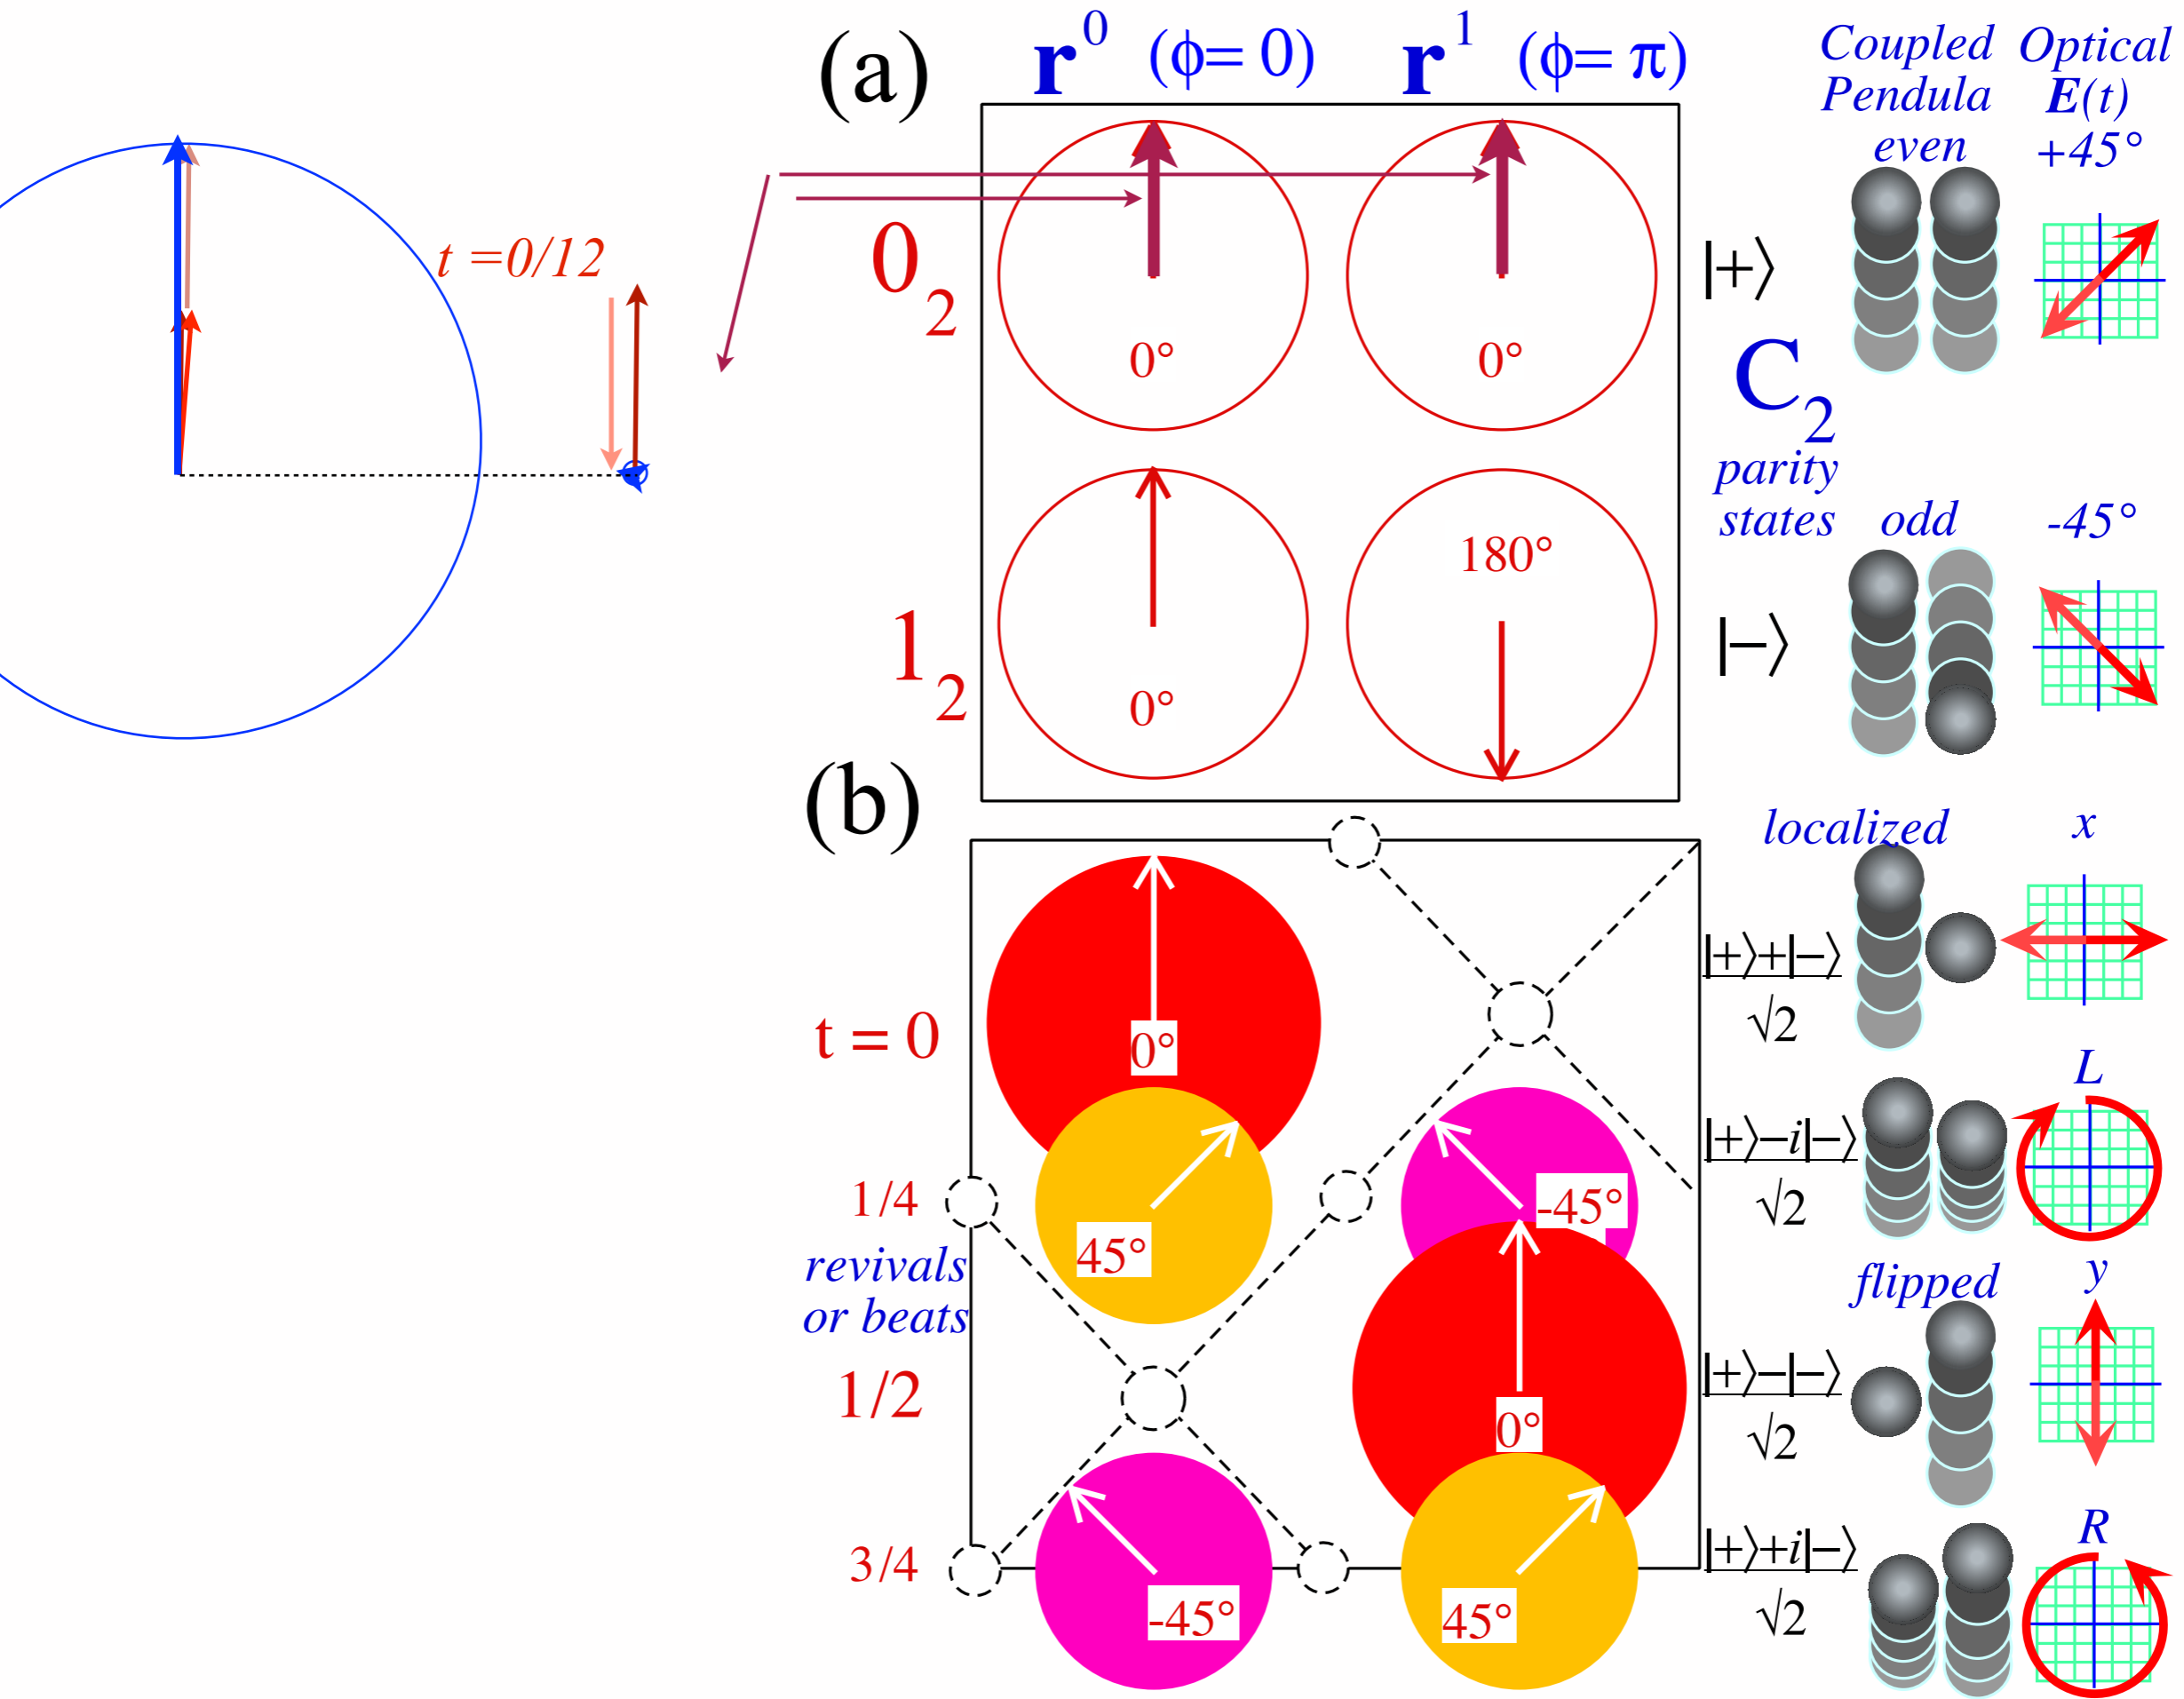 (a)
r⁰ (ϕ= 0) r¹ (ϕ= π)
Coupled
Pendula
even
Optical
E(t)
+45°
t =0/12
0₂
0°
0°
|+⟩
C₂
parity
states
odd
-45°
1₂
0°
180°
|−⟩
(b)
localized
x
t = 0
0°
|+⟩+|−⟩
√2
L
1/4
45°
-45°
|+⟩−i|−⟩
√2
revivals
or beats
flipped
y
1/2
0°
|+⟩−|−⟩
√2
R
3/4
-45°
45°
|+⟩+i|−⟩
√2